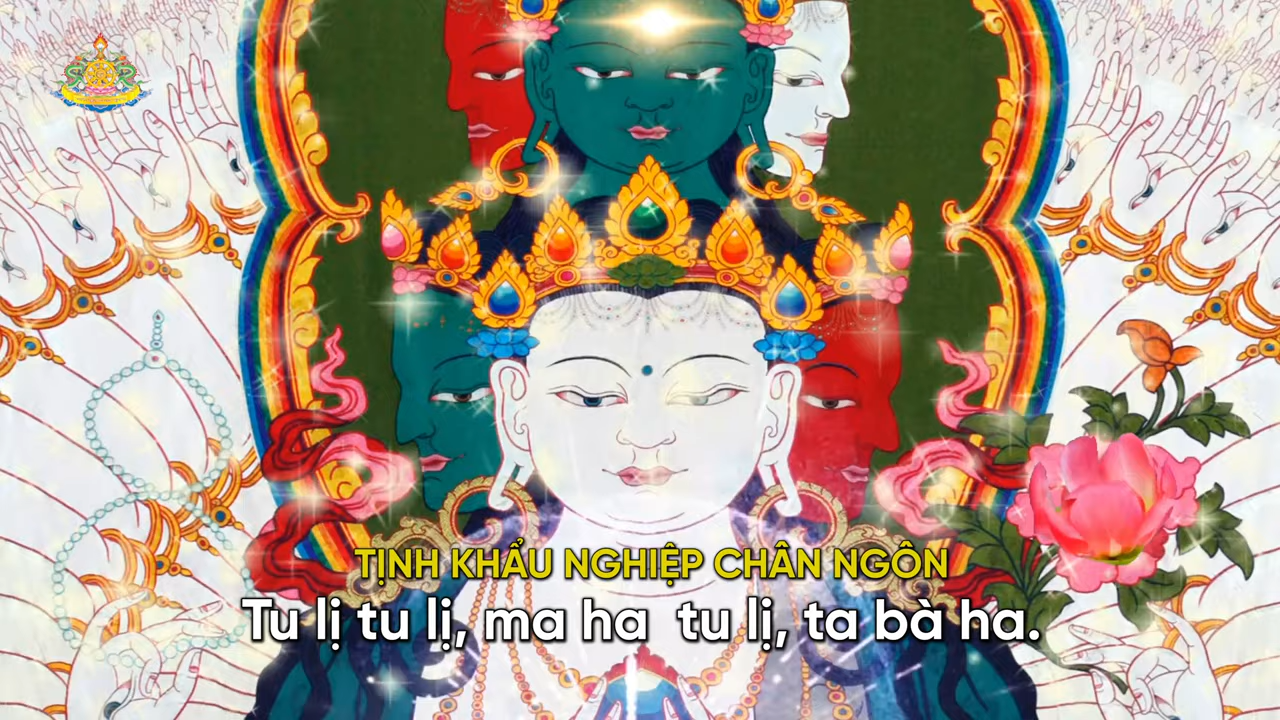 TỊNH KHẨU NGHIỆP CHÂN NGÔN
Tu lị tu lị, ma ha tu lị, ta bà ha.